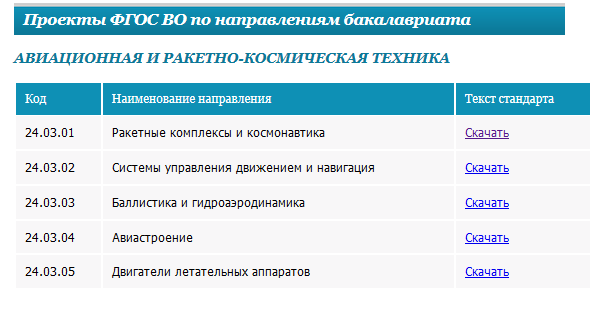 Проекты ФГОС ВО по направлениям бакалавриата
АВИАЦИОННАЯ И РАКЕТНО-КОСМИЧЕСКАЯ ТЕХНИКА
Код Наименование направления Текст стандарта
24.03.01 Ракетные комплексы и космонавтика Скачать
24.03.02 Системы управления движением и навигация Скачать
24.03.03 Баллистика и гидроаэродинамика Скачать
24.03.04 Авиастроение Скачать
24.03.05 Двигатели летательных аппаратов Скачать